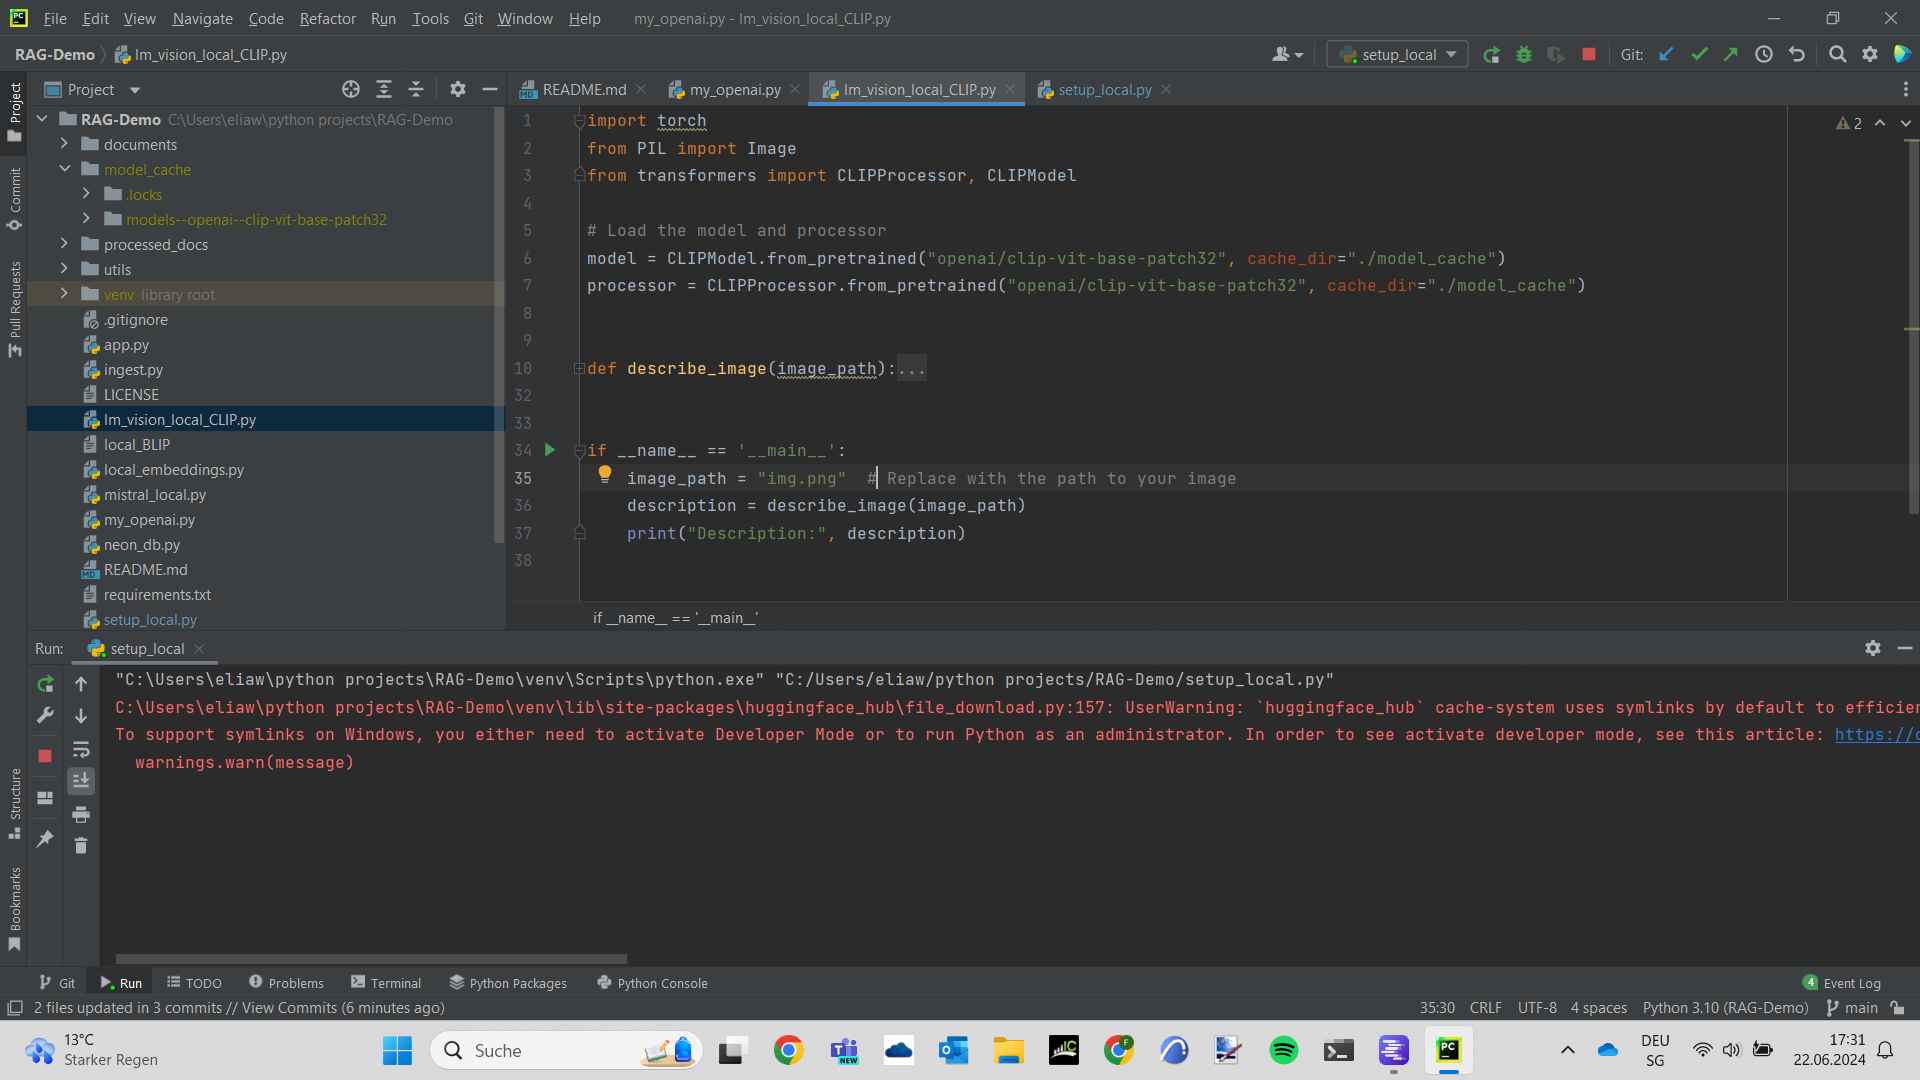 File Edit View Navigate Code Refactor Run Tools Git Window Help my_openai.py - lm_vision_local_CLIP.py
RAG-Demo lm_vision_local_CLIP.py setup_local Git:
Project README.md my_openai.py lm_vision_local_CLIP.py setup_local.py
Project
Commit
Pull Requests
Structure
Bookmarks
RAG-Demo C:\Users\eliaw\python projects\RAG-Demo
documents
model_cache
.locks
models--openai--clip-vit-base-patch32
processed_docs
utils
venv library root
.gitignore
app.py
ingest.py
LICENSE
lm_vision_local_CLIP.py
local_BLIP
local_embeddings.py
mistral_local.py
my_openai.py
neon_db.py
README.md
requirements.txt
setup_local.py
2
1 import torch
2 from PIL import Image
3 from transformers import CLIPProcessor, CLIPModel
4
5 # Load the model and processor
6 model = CLIPModel.from_pretrained("openai/clip-vit-base-patch32", cache_dir="./model_cache")
7 processor = CLIPProcessor.from_pretrained("openai/clip-vit-base-patch32", cache_dir="./model_cache")
8
9
10 def describe_image(image_path):...
32
33
34 if __name__ == '__main__':
35 image_path = "img.png" # Replace with the path to your image
36 description = describe_image(image_path)
37 print("Description:", description)
38
if __name__ == '__main__'
Run: setup_local
"C:\Users\eliaw\python projects\RAG-Demo\venv\Scripts\python.exe" "C:/Users/eliaw/python projects/RAG-Demo/setup_local.py"
C:\Users\eliaw\python projects\RAG-Demo\venv\lib\site-packages\huggingface_hub\file_download.py:157: UserWarning: `huggingface_hub` cache-system uses symlinks by default to efficien
To support symlinks on Windows, you either need to activate Developer Mode or to run Python as an administrator. In order to see activate developer mode, see this article: https://d
warnings.warn(message)
Git Run TODO Problems Terminal Python Packages Python Console 4 Event Log
2 files updated in 3 commits // View Commits (6 minutes ago) 35:30 CRLF UTF-8 4 spaces Python 3.10 (RAG-Demo) main
13°C
Starker Regen
Suche
NEW
PC
DEU
SG
17:31
22.06.2024